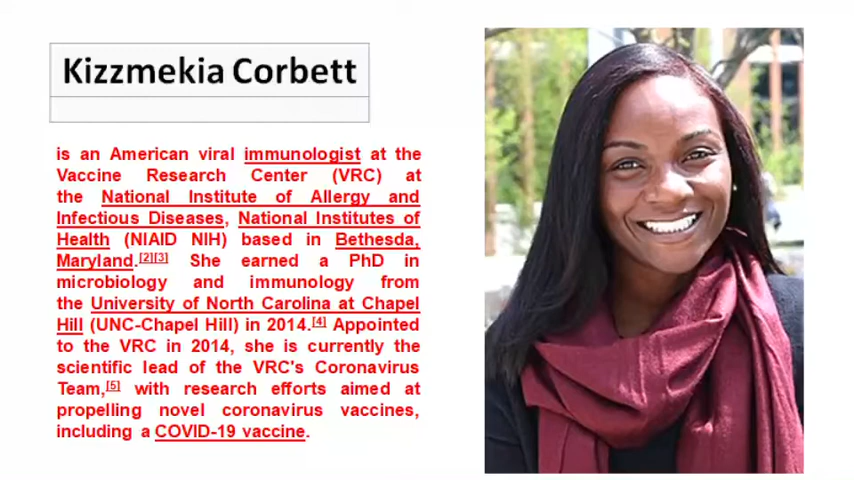 Kizzmekia Corbett
is an American viral immunologist at the
Vaccine Research Center (VRC) at
the National Institute of Allergy and
Infectious Diseases, National Institutes of
Health (NIAID NIH) based in Bethesda,
Maryland.[2][3] She earned a PhD in
microbiology and immunology from
the University of North Carolina at Chapel
Hill (UNC-Chapel Hill) in 2014.[4] Appointed
to the VRC in 2014, she is currently the
scientific lead of the VRC's Coronavirus
Team,[5] with research efforts aimed at
propelling novel coronavirus vaccines,
including a COVID-19 vaccine.